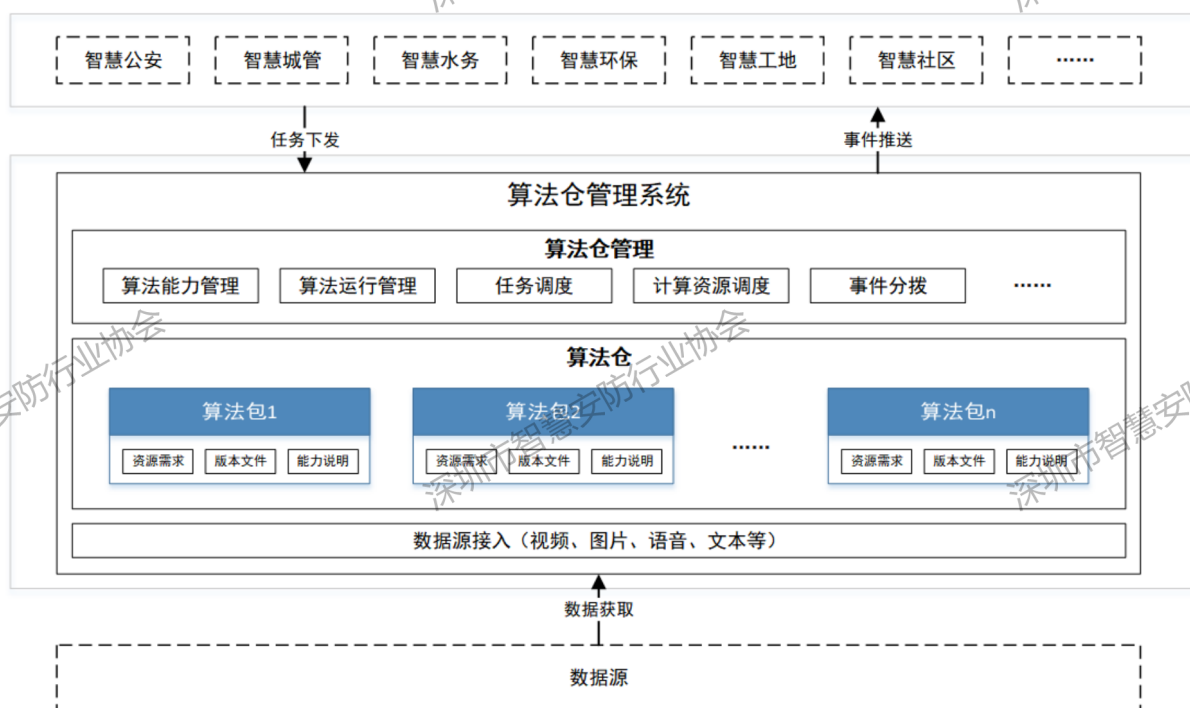 智慧公安 智慧城管 智慧水务 智慧环保 智慧工地 智慧社区 ……
任务下发 事件推送
算法仓管理系统
算法仓管理
算法能力管理 算法运行管理 任务调度 计算资源调度 事件分拨 ……
算法仓
算法包1 算法包2 …… 算法包n
资源需求 版本文件 能力说明 资源需求 版本文件 能力说明 资源需求 版本文件 能力说明
数据源接入（视频、图片、语音、文本等）
数据获取
数据源
安防行业协会
深圳市智慧安防行业协会
深圳市智慧安防